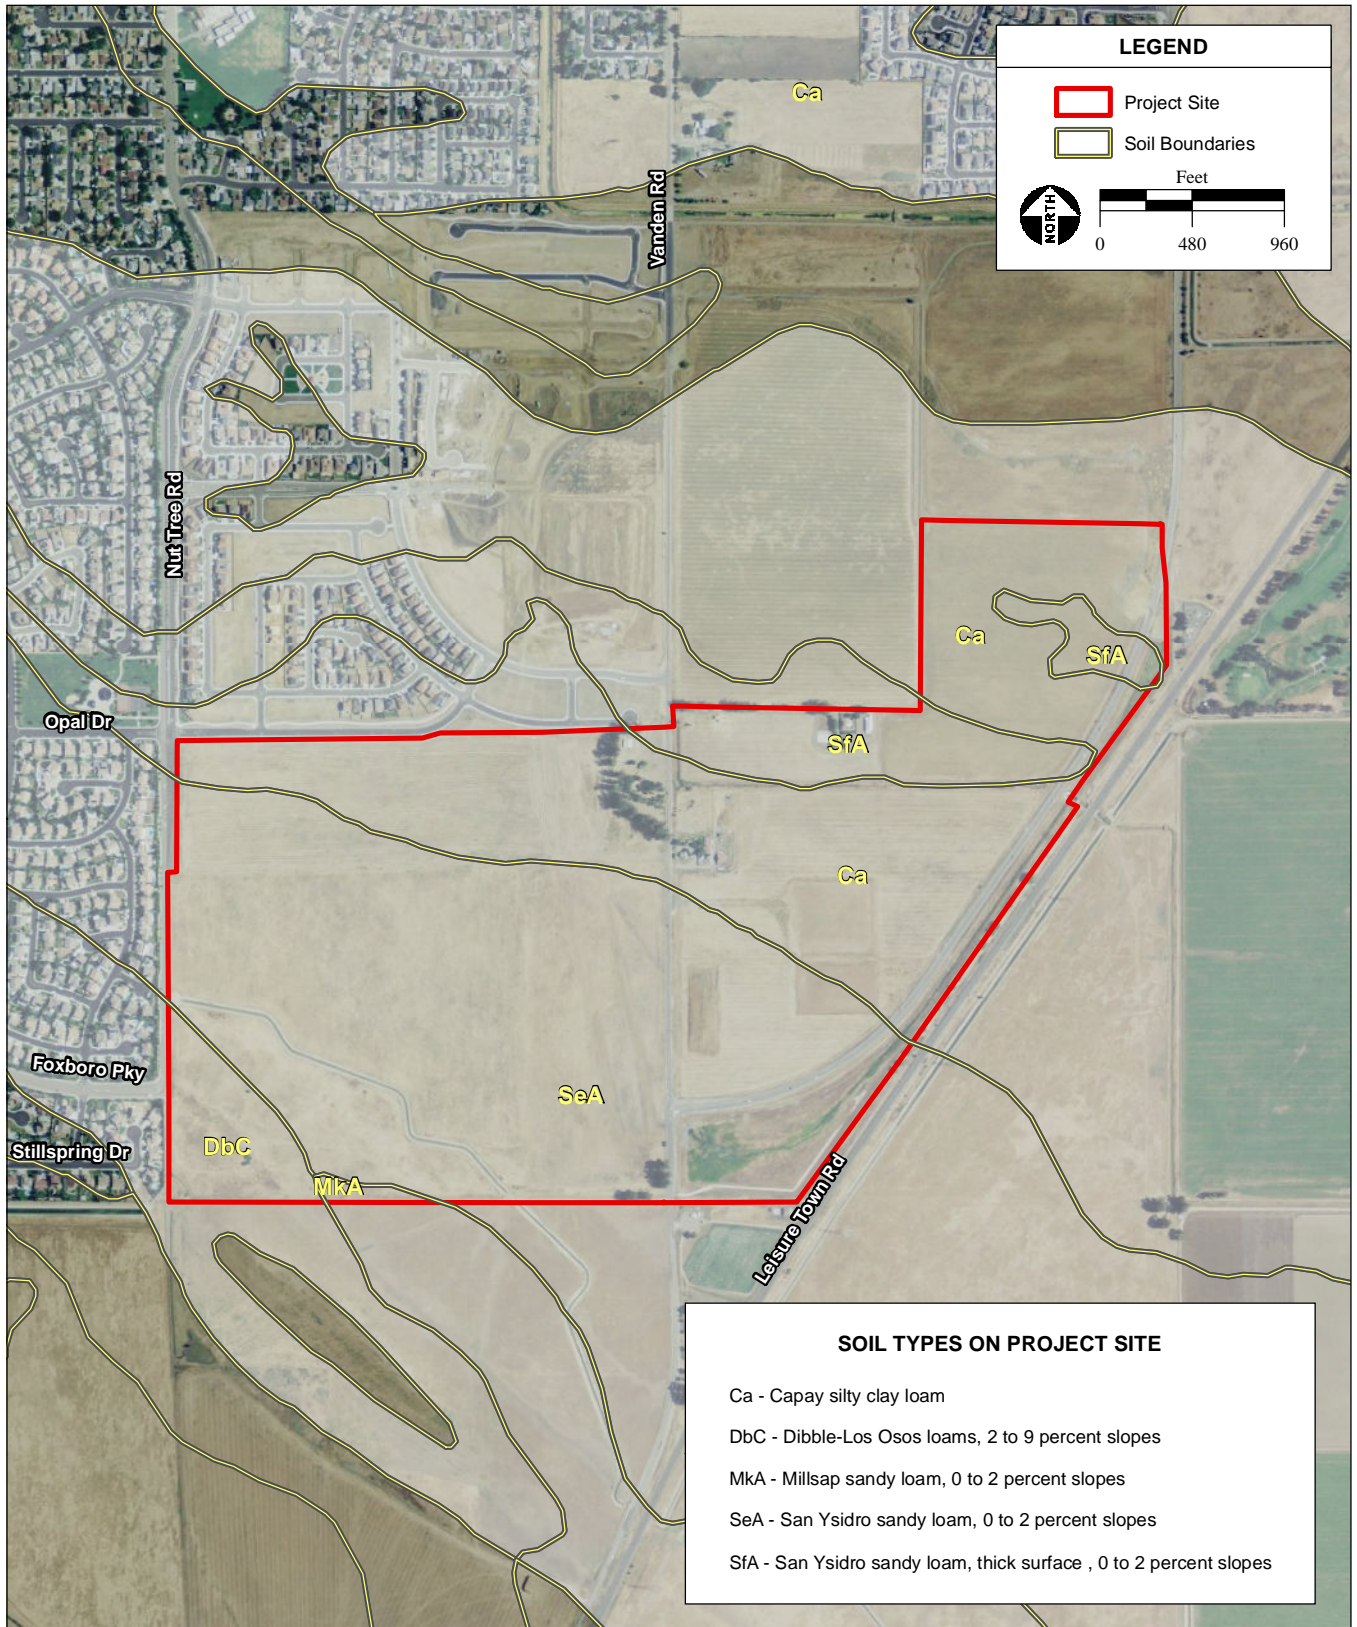 LEGEND
Project Site
Soil Boundaries
Feet
NORTH
0 480 960
Ca
Vanden Rd
Nut Tree Rd
Ca
SfA
Opal Dr
SfA
Ca
Foxboro Pky
SeA
DbC
Stillspring Dr
MkA
Leisure Town Rd
SOIL TYPES ON PROJECT SITE
Ca - Capay silty clay loam
DbC - Dibble-Los Osos loams, 2 to 9 percent slopes
MkA - Millsap sandy loam, 0 to 2 percent slopes
SeA - San Ysidro sandy loam, 0 to 2 percent slopes
SfA - San Ysidro sandy loam, thick surface , 0 to 2 percent slopes